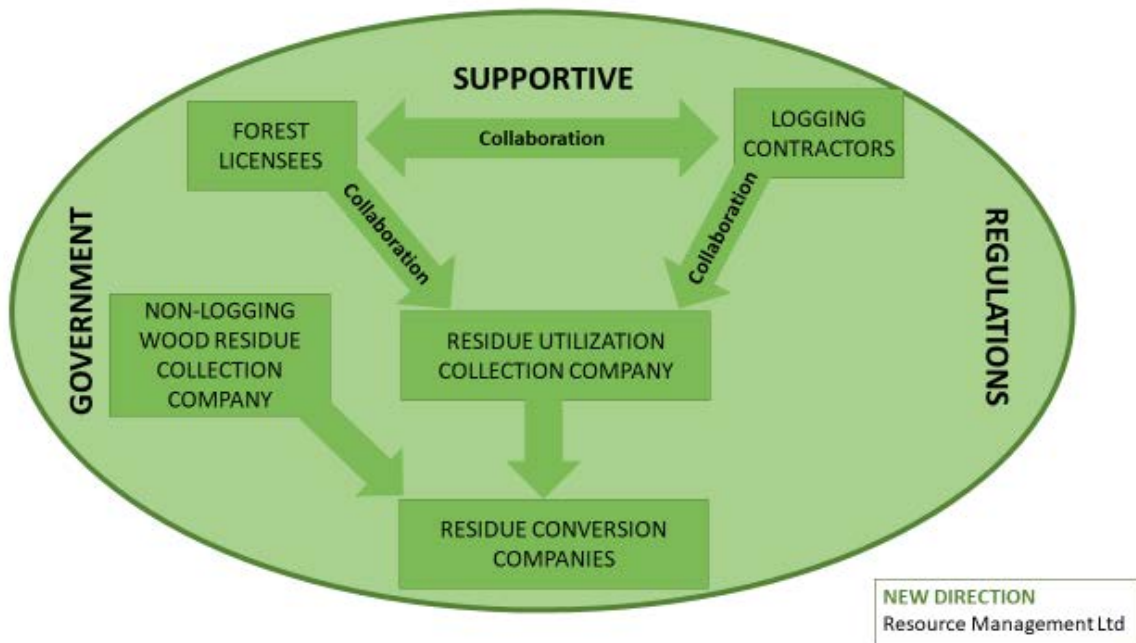 SUPPORTIVE
FOREST
LICENSEES
Collaboration
LOGGING
CONTRACTORS
Collaboration
Collaboration
GOVERNMENT
REGULATIONS
NON-LOGGING
WOOD RESIDUE
COLLECTION
COMPANY
RESIDUE UTILIZATION
COLLECTION COMPANY
RESIDUE CONVERSION
COMPANIES
NEW DIRECTION
Resource Management Ltd